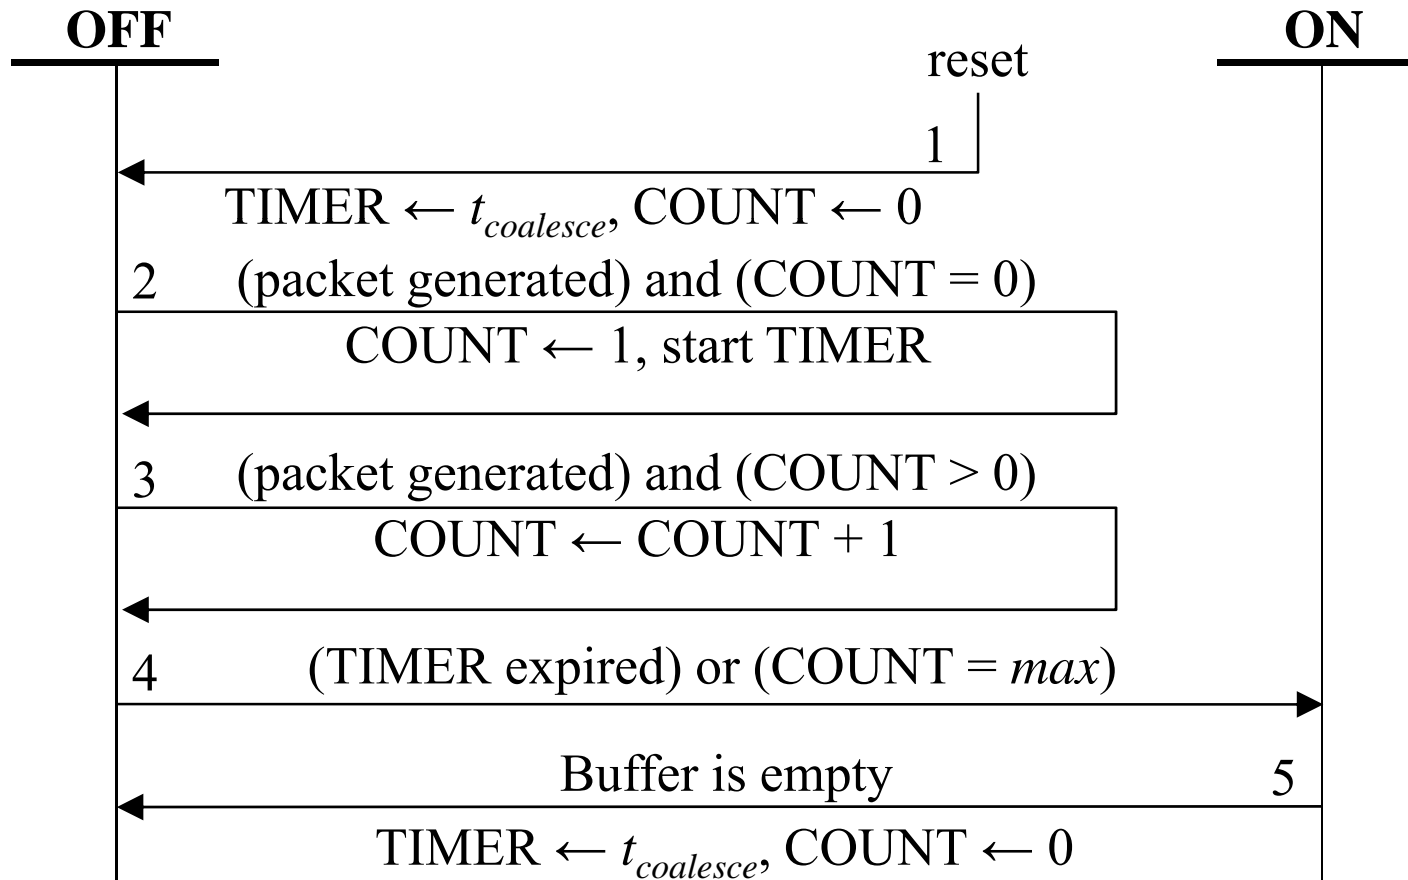 OFF
ON
reset
1
TIMER ← t_coalesce, COUNT ← 0
2 (packet generated) and (COUNT = 0)
COUNT ← 1, start TIMER
3 (packet generated) and (COUNT > 0)
COUNT ← COUNT + 1
4 (TIMER expired) or (COUNT = max)
Buffer is empty 5
TIMER ← t_coalesce, COUNT ← 0